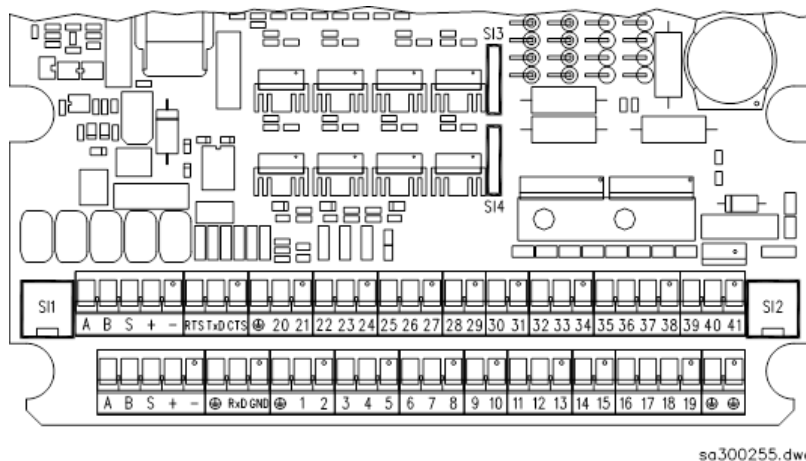 SI3
SI4
SI1
SI2
A B S + - RTS TxD CTS ⏚ 20 21 22 23 24 25 26 27 28 29 30 31 32 33 34 35 36 37 38 39 40 41
A B S + - ⏚ RxD GND ⏚ 1 2 3 4 5 6 7 8 9 10 11 12 13 14 15 16 17 18 19 ⏚ ⏚
sa300255.dw